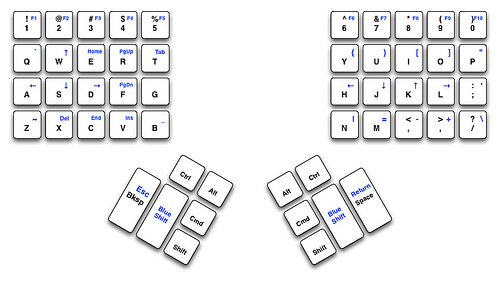 ! F1 @ F2 # F3 $ F4 % F5 ^ F6 & F7 * F8 ( F9 ) F10
1 2 3 4 5 6 7 8 9 0
` ↑ Home PgUp Tab { } [ ] "
Q W E R T Y U I O P
← ↓ → PgDn ← ↓ ↑ → : '
A S D F G H J K L ;
~ Del End Ins _ | = < - > + ? \
Z X C V B N M , . /
Esc
Bksp
Blue
Shift
Ctrl
Alt
Cmd
Shift
Alt
Ctrl
Cmd
Shift
Blue
Shift
Return
Space